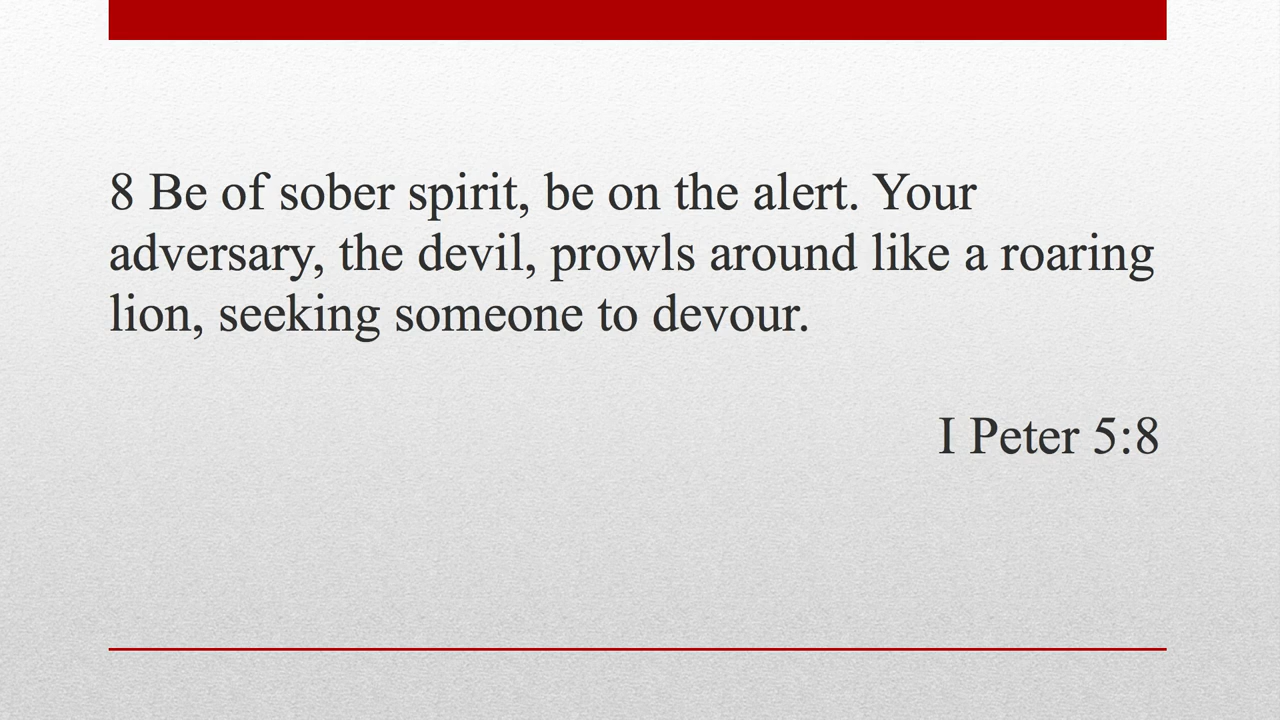 8 Be of sober spirit, be on the alert. Your
adversary, the devil, prowls around like a roaring
lion, seeking someone to devour.
I Peter 5:8